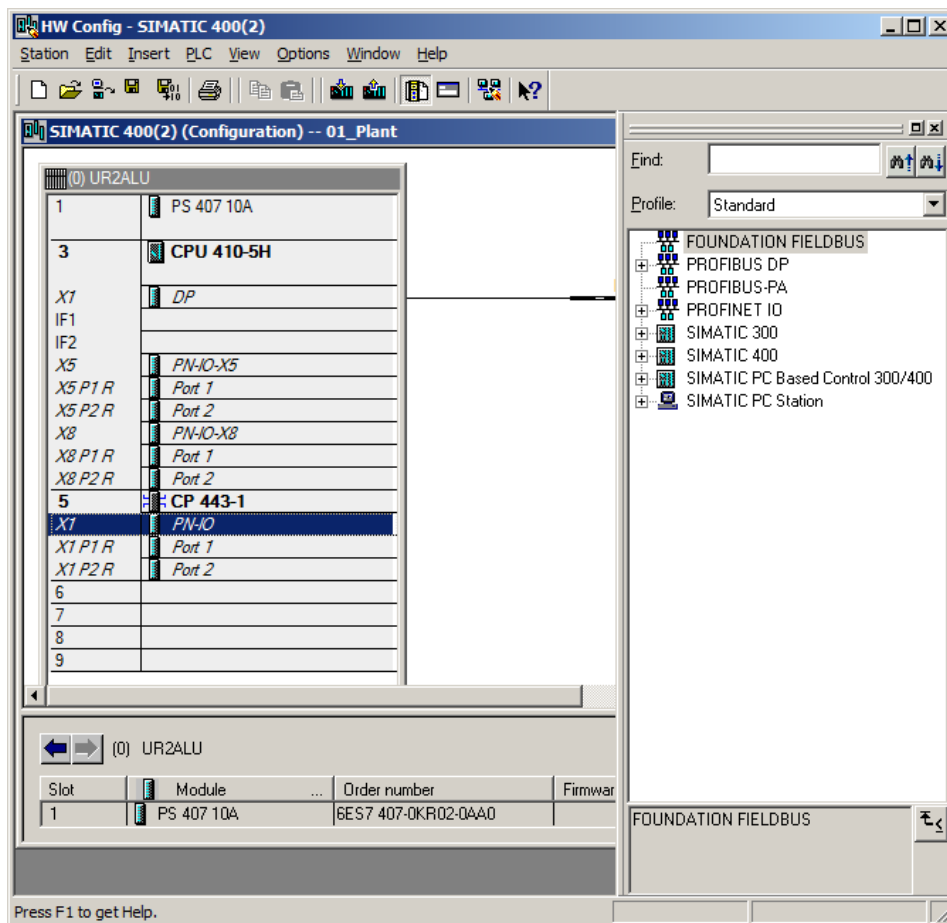 HW Config - SIMATIC 400(2)
Station Edit Insert PLC View Options Window Help
SIMATIC 400(2) (Configuration) -- 01_Plant
(0) UR2ALU
1 PS 407 10A
3 CPU 410-5H
X1 DP
IF1
IF2
X5 PN-IO-X5
X5 P1 R Port 1
X5 P2 R Port 2
X8 PN-IO-X8
X8 P1 R Port 1
X8 P2 R Port 2
5 CP 443-1
X1 PN-IO
X1 P1 R Port 1
X1 P2 R Port 2
6
7
8
9
(0) UR2ALU
Slot Module ... Order number Firmwar
1 PS 407 10A 6ES7 407-0KR02-0AA0
Find:
Profile: Standard
FOUNDATION FIELDBUS
PROFIBUS DP
PROFIBUS-PA
PROFINET IO
SIMATIC 300
SIMATIC 400
SIMATIC PC Based Control 300/400
SIMATIC PC Station
FOUNDATION FIELDBUS
Press F1 to get Help.